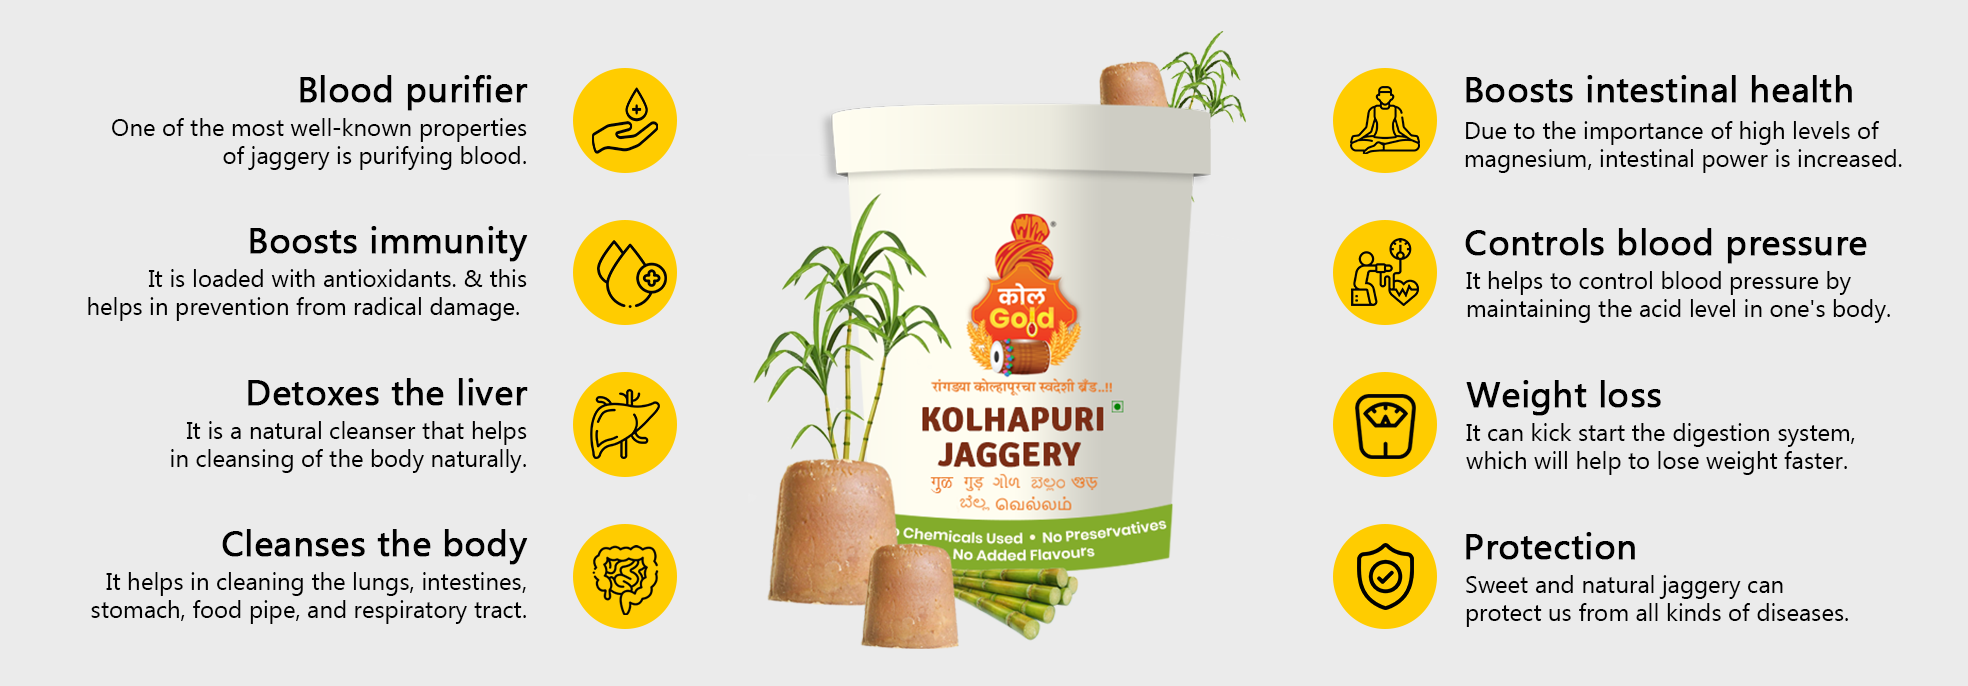 Blood purifier
One of the most well-known properties
of jaggery is purifying blood.
Boosts immunity
It is loaded with antioxidants. & this
helps in prevention from radical damage.
Detoxes the liver
It is a natural cleanser that helps
in cleansing of the body naturally.
Cleanses the body
It helps in cleaning the lungs, intestines,
stomach, food pipe, and respiratory tract.
कोल
Gold
रांगड्या कोल्हापूरचा स्वदेशी ब्रँड..!!
KOLHAPURI
JAGGERY
गुळ गुड़ ગોળ బెల్లం গুড়
ಬೆಲ್ಲ வெல்லம்
Chemicals Used • No Preservatives
No Added Flavours
Boosts intestinal health
Due to the importance of high levels of
magnesium, intestinal power is increased.
Controls blood pressure
It helps to control blood pressure by
maintaining the acid level in one's body.
Weight loss
It can kick start the digestion system,
which will help to lose weight faster.
Protection
Sweet and natural jaggery can
protect us from all kinds of diseases.